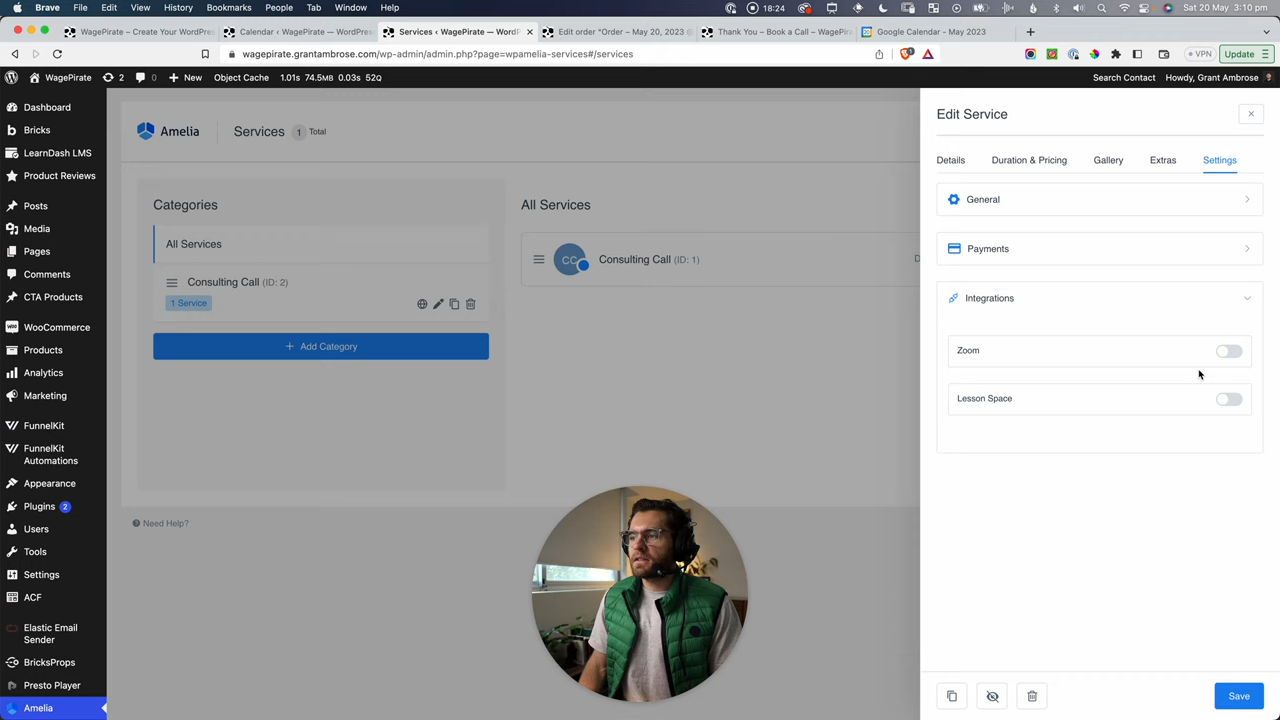 Brave File Edit View History Bookmarks People Tab Window Help
18:24
Sat 20 May 3:10 pm
WagePirate – Create Your WordPres
Calendar ‹ WagePirate — WordPres
Services ‹ WagePirate — WordP
Edit order "Order – May 20, 2023 @
Thank You – Book a Call – WagePir
Google Calendar - May 2023
wagepirate.grantambrose.com/wp-admin/admin.php?page=wpamelia-services#/services
VPN
Update
WagePirate
2
0
New
Object Cache
1.01s 74.5MB 0.03s 52Q
Search Contact
Howdy, Grant Ambrose
Dashboard
Bricks
LearnDash LMS
Product Reviews
Posts
Media
Pages
Comments
CTA Products
WooCommerce
Products
Analytics
Marketing
FunnelKit
FunnelKit
Automations
Appearance
Plugins 2
Users
Tools
Settings
ACF
Elastic Email
Sender
BricksProps
Presto Player
Amelia
Amelia
Services 1 Total
Categories
All Services
Consulting Call (ID: 2)
1 Service
+ Add Category
Need Help?
All Services
CC
Consulting Call (ID: 1)
D
Edit Service
Details
Duration & Pricing
Gallery
Extras
Settings
General
Payments
Integrations
Zoom
Lesson Space
Save